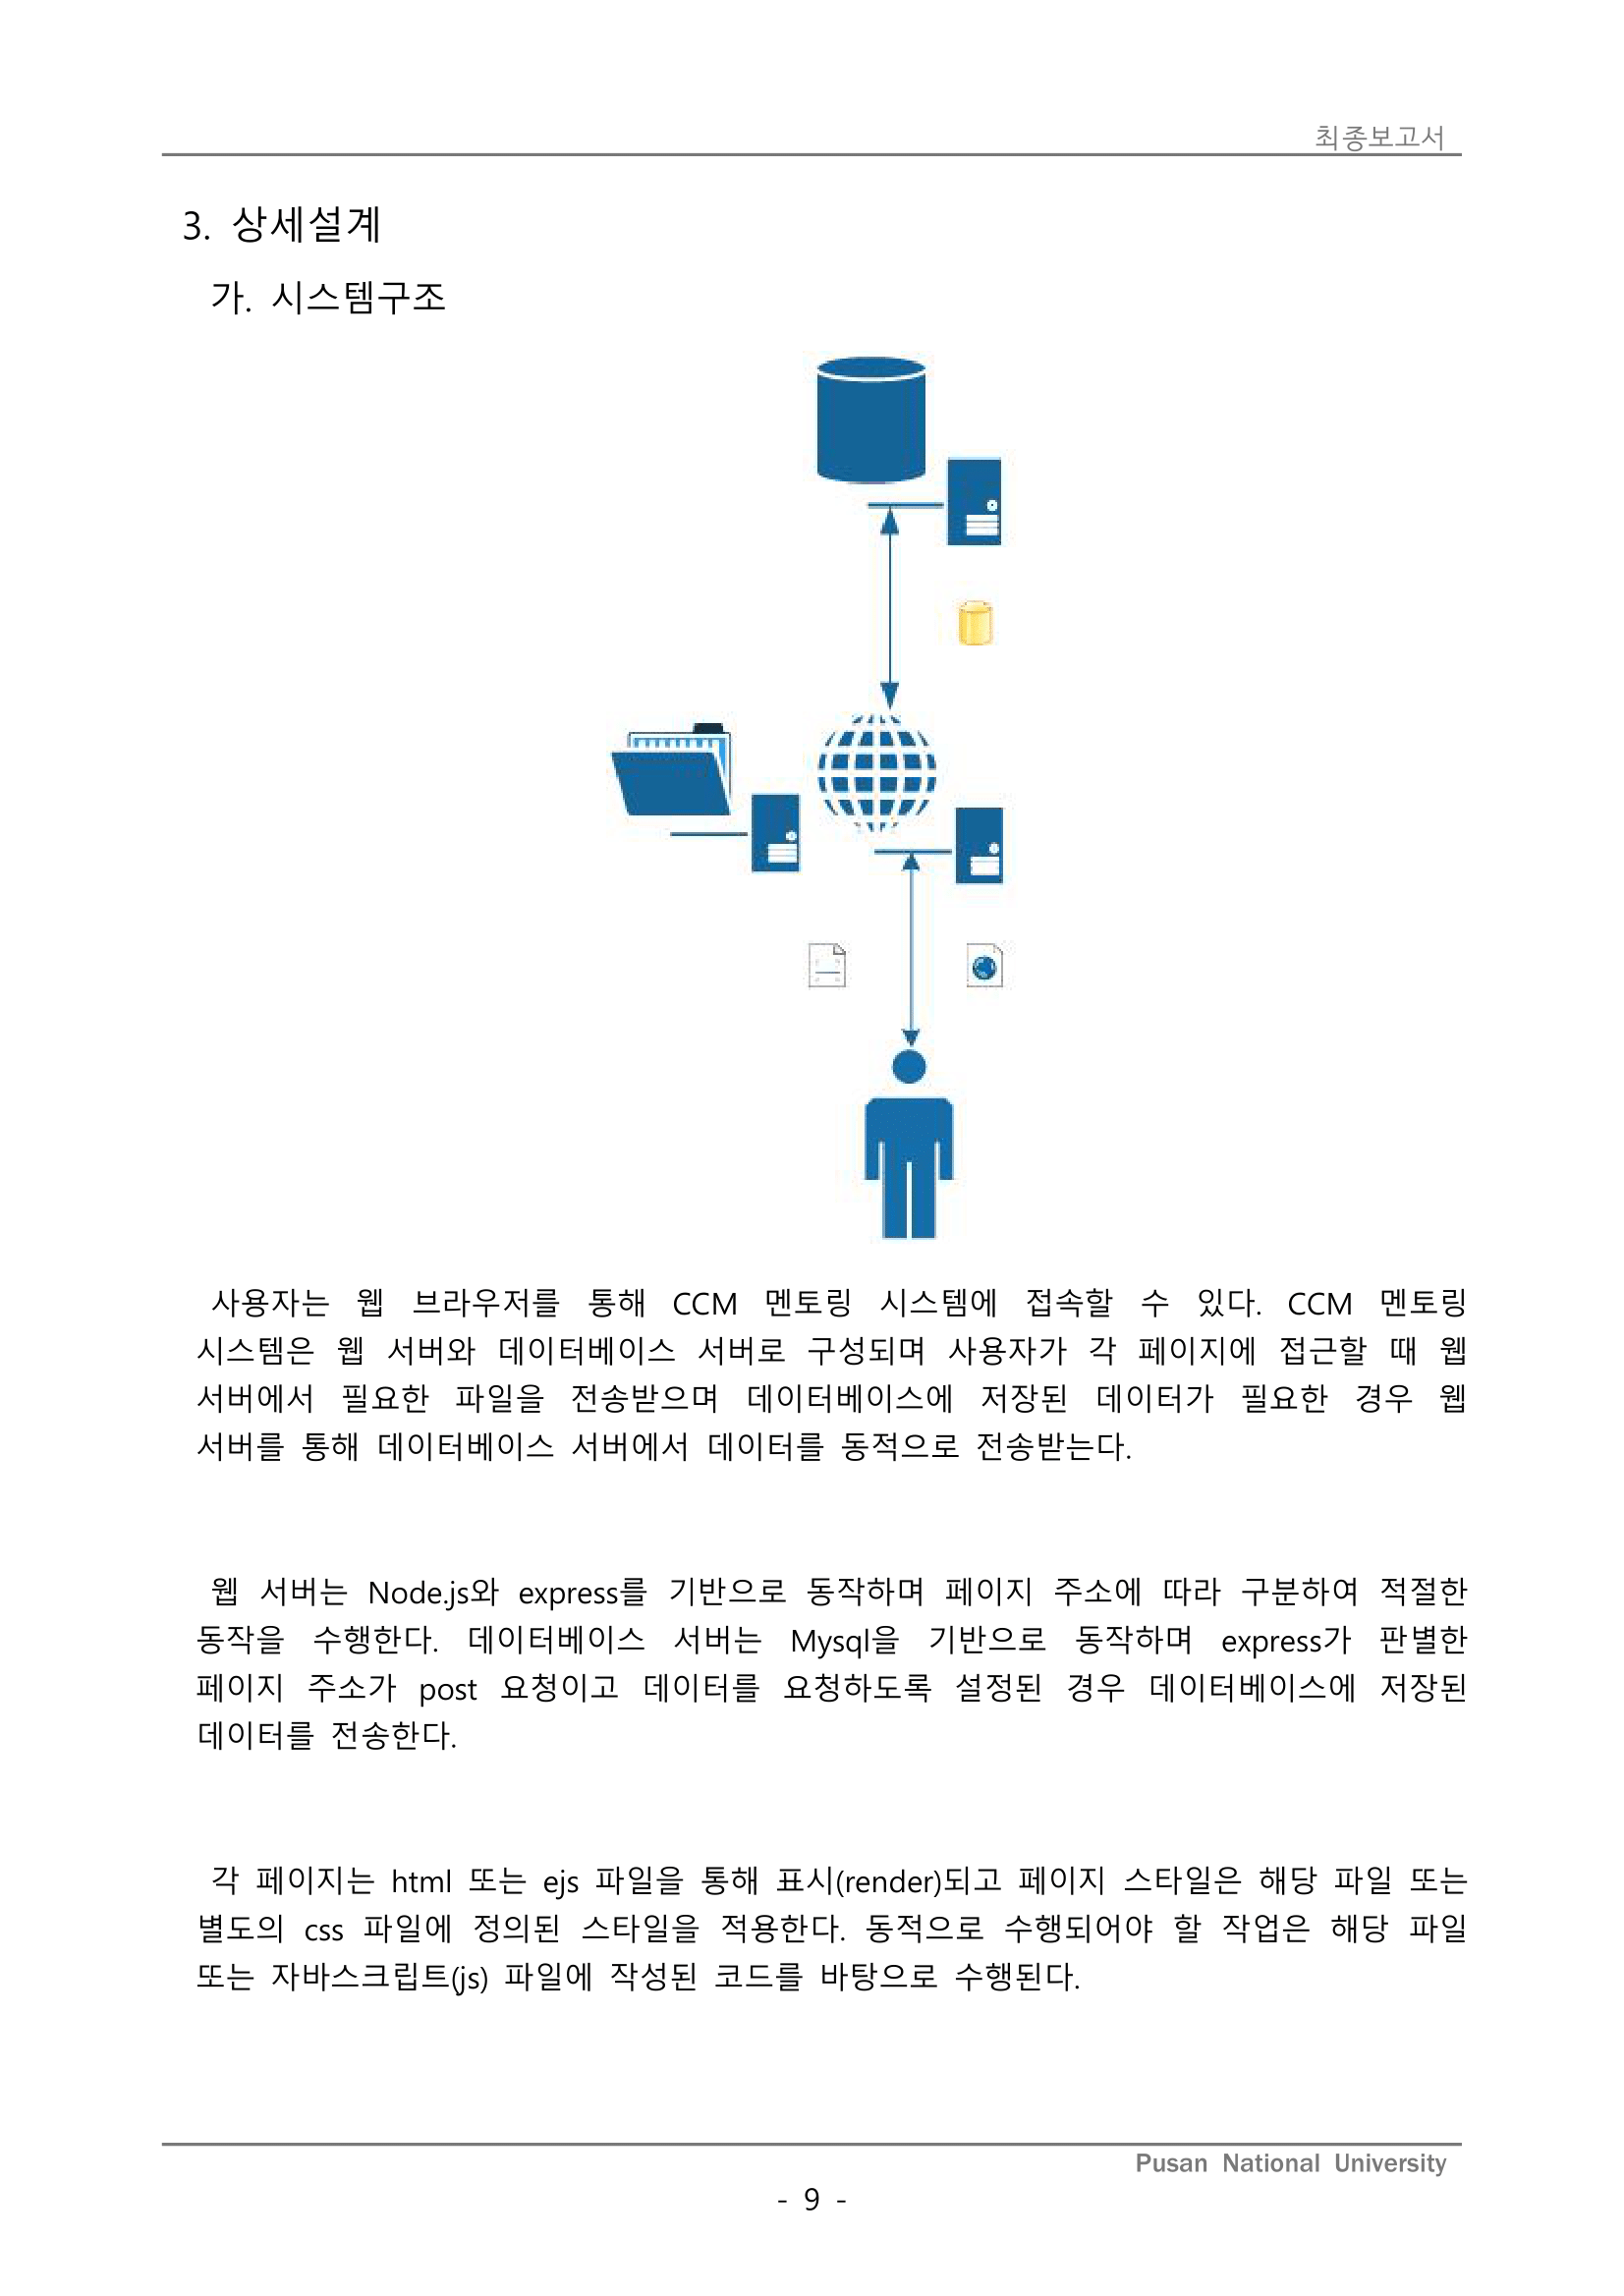 최종보고서
3. 상세설계
가. 시스템구조
사용자는 웹 브라우저를 통해 CCM 멘토링 시스템에 접속할 수 있다. CCM 멘토링
시스템은 웹 서버와 데이터베이스 서버로 구성되며 사용자가 각 페이지에 접근할 때 웹
서버에서 필요한 파일을 전송받으며 데이터베이스에 저장된 데이터가 필요한 경우 웹
서버를 통해 데이터베이스 서버에서 데이터를 동적으로 전송받는다.
웹 서버는 Node.js와 express를 기반으로 동작하며 페이지 주소에 따라 구분하여 적절한
동작을 수행한다. 데이터베이스 서버는 Mysql을 기반으로 동작하며 express가 판별한
페이지 주소가 post 요청이고 데이터를 요청하도록 설정된 경우 데이터베이스에 저장된
데이터를 전송한다.
각 페이지는 html 또는 ejs 파일을 통해 표시(render)되고 페이지 스타일은 해당 파일 또는
별도의 css 파일에 정의된 스타일을 적용한다. 동적으로 수행되어야 할 작업은 해당 파일
또는 자바스크립트(js) 파일에 작성된 코드를 바탕으로 수행된다.
Pusan National University
- 9 -